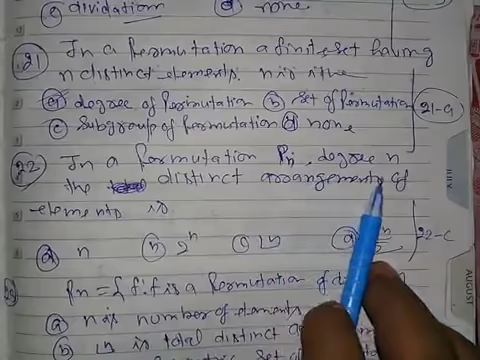 (c) dividation (d) none
(21) In a Permutation a finite set having
n distinct elements. n is the
(a) degree of Permutation (b) set of Permutation
(c) Subgroup of Permutation (d) none
21-a
(22) In a Permutation Pn, degree n
the distinct arrangements of
elements is
(a) n (b) 2^n (c) ⌊n
22-c
Pn = { f: f is a Permutation of
(a) n is number of elements
(b) ⌊n is total distinct
AUGUST